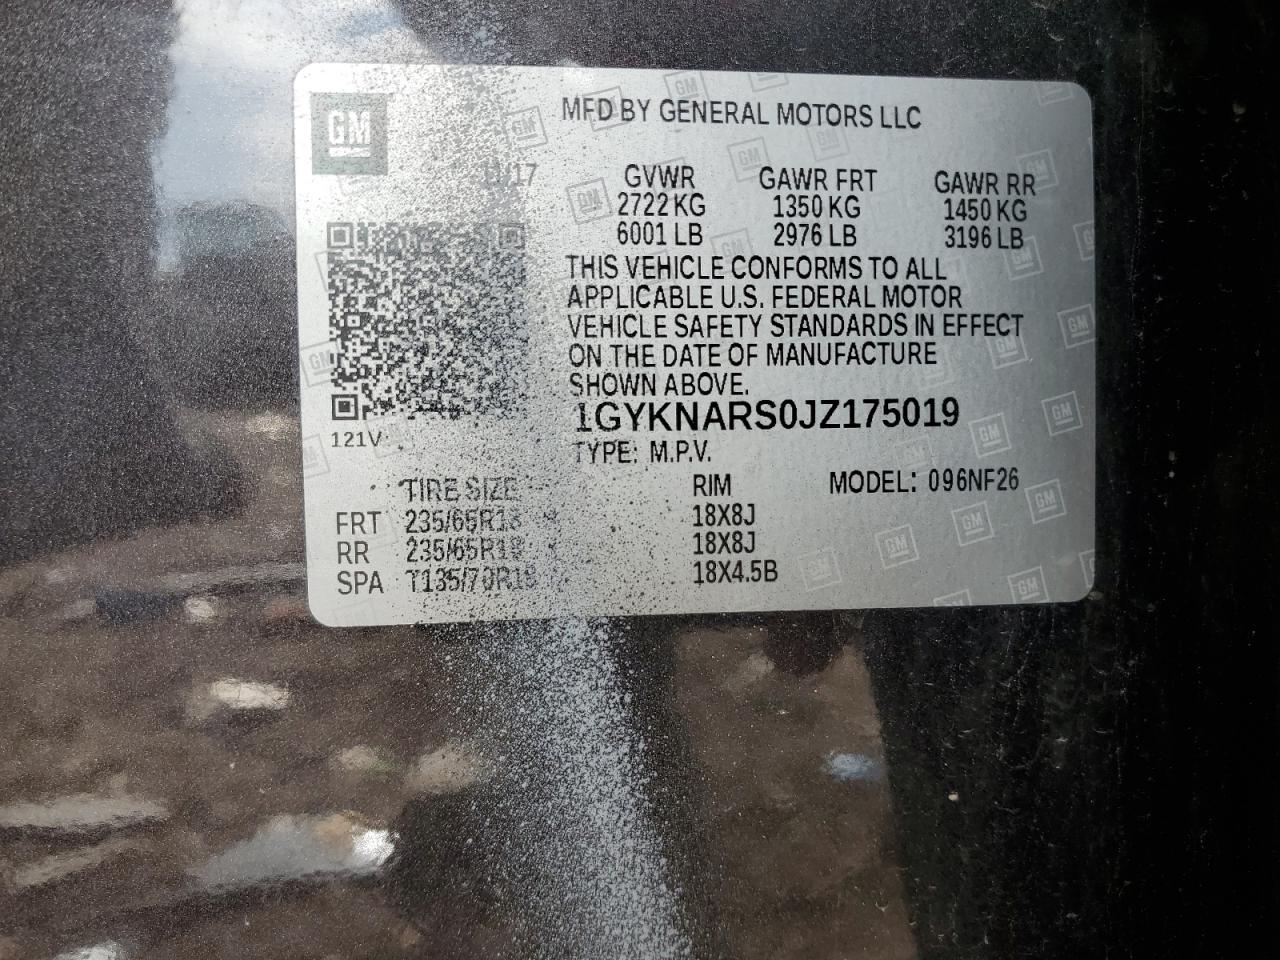 GM
MFD BY GENERAL MOTORS LLC
GVWR GAWR FRT GAWR RR
2722 KG 1350 KG 1450 KG
6001 LB 2976 LB 3196 LB
THIS VEHICLE CONFORMS TO ALL
APPLICABLE U.S. FEDERAL MOTOR
VEHICLE SAFETY STANDARDS IN EFFECT
ON THE DATE OF MANUFACTURE
SHOWN ABOVE.
1GYKNARS0JZ175019
121V
TYPE: M.P.V.
TIRE SIZE RIM MODEL: 096NF26
FRT 235/65R18 18X8J
RR 235/65R18 18X8J
SPA T135/70R18 18X4.5B